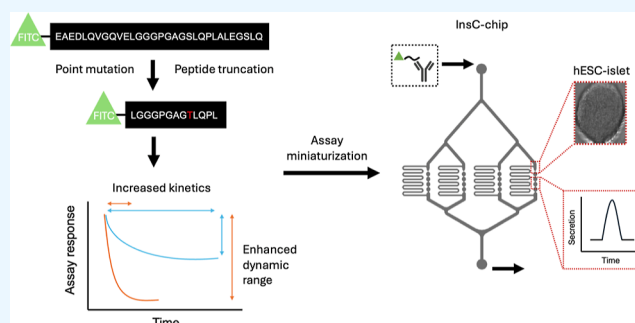 FITC
EAEDLQVGQVELGGGPGAGSLQPLALEGSLQ
Point mutation
Peptide truncation
FITC
LGGGPGAGTLQPL
Increased kinetics
Assay response
Enhanced
dynamic
range
Time
Assay
miniaturization
InsC-chip
hESC-islet
Secretion
Time